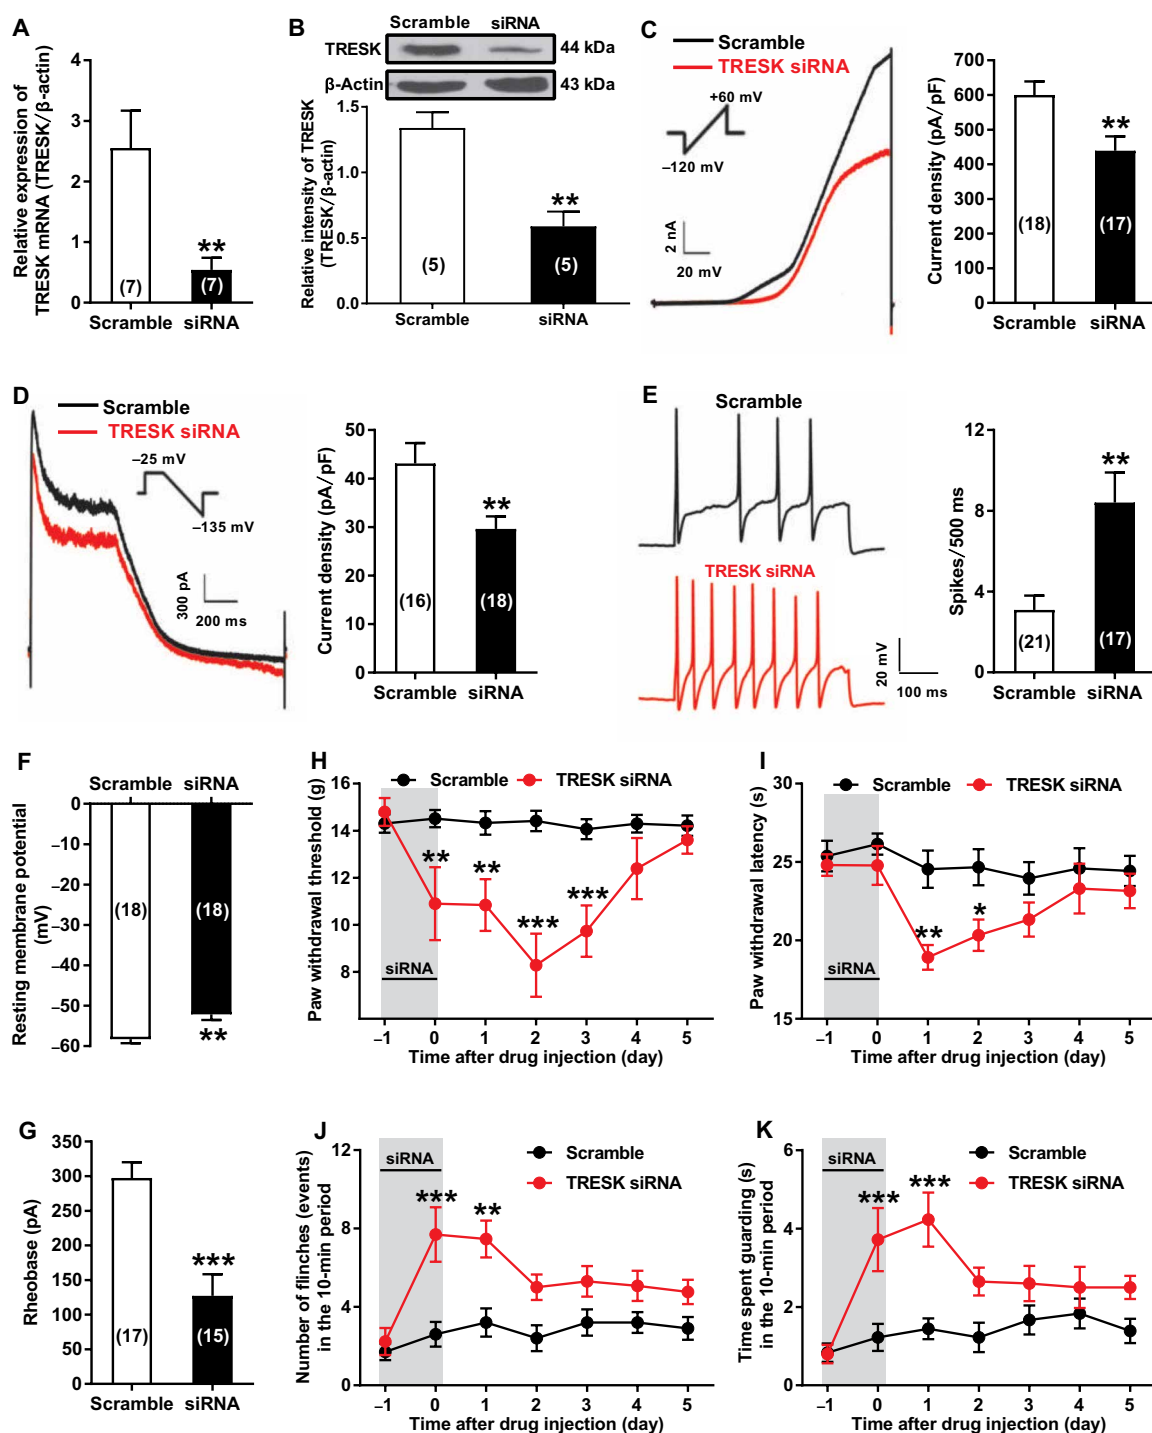 A
Relative expression of
TRESK mRNA (TRESK/β-actin)
4
3
2
1
0
**
(7)
(7)
Scramble
siRNA
B
Scramble
siRNA
TRESK
44 kDa
β-Actin
43 kDa
Relative intensity of TRESK
(TRESK/β-actin)
1.5
1.0
0.5
0.0
**
(5)
(5)
Scramble
siRNA
C
Scramble
TRESK siRNA
+60 mV
−120 mV
2 nA
20 mV
Current density (pA/pF)
700
600
500
400
300
200
100
0
**
(18)
(17)
Scramble
siRNA
D
Scramble
TRESK siRNA
−25 mV
−135 mV
300 pA
200 ms
Current density (pA/pF)
50
40
30
20
10
0
**
(16)
(18)
Scramble
siRNA
E
Scramble
TRESK siRNA
20 mV
100 ms
Spikes/500 ms
12
8
4
0
**
(21)
(17)
Scramble
siRNA
F
Scramble
siRNA
Resting membrane potential
(mV)
0
−10
−20
−30
−40
−50
−60
(18)
(18)
**
H
Scramble
TRESK siRNA
Paw withdrawal threshold (g)
16
14
12
10
8
**
**
***
***
siRNA
−1
0
1
2
3
4
5
Time after drug injection (day)
I
Scramble
TRESK siRNA
Paw withdrawal latency (s)
30
25
20
15
**
*
siRNA
−1
0
1
2
3
4
5
Time after drug injection (day)
G
Rheobase (pA)
350
300
250
200
150
100
50
0
***
(17)
(15)
Scramble
siRNA
J
siRNA
Scramble
TRESK siRNA
Number of flinches (events)
in the 10-min period
12
8
4
0
***
**
−1
0
1
2
3
4
5
Time after drug injection (day)
K
siRNA
Scramble
TRESK siRNA
Time spent guarding (s)
in the 10-min period
6
4
2
0
***
***
−1
0
1
2
3
4
5
Time after drug injection (day)